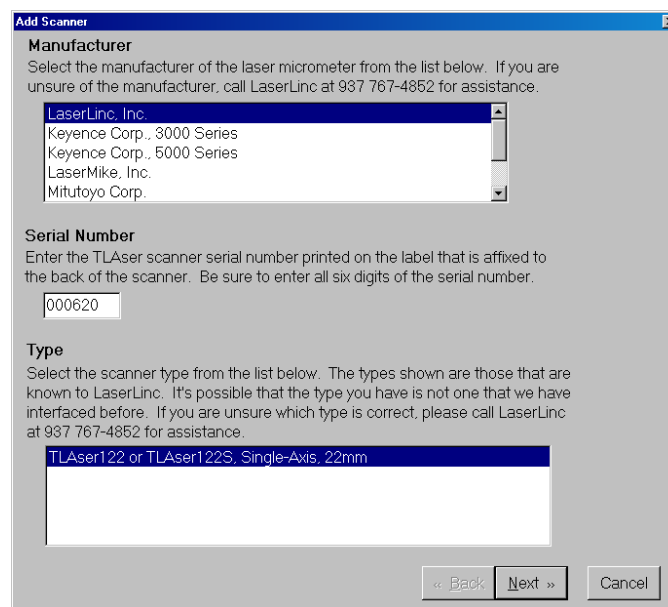 Add Scanner
Manufacturer
Select the manufacturer of the laser micrometer from the list below. If you are
unsure of the manufacturer, call LaserLinc at 937 767-4852 for assistance.
LaserLinc, Inc.
Keyence Corp., 3000 Series
Keyence Corp., 5000 Series
LaserMike, Inc.
Mitutoyo Corp.
Serial Number
Enter the TLAser scanner serial number printed on the label that is affixed to
the back of the scanner. Be sure to enter all six digits of the serial number.
000620
Type
Select the scanner type from the list below. The types shown are those that are
known to LaserLinc. It's possible that the type you have is not one that we have
interfaced before. If you are unsure which type is correct, please call LaserLinc
at 937 767-4852 for assistance.
TLAser122 or TLAser122S, Single-Axis, 22mm
« Back Next » Cancel